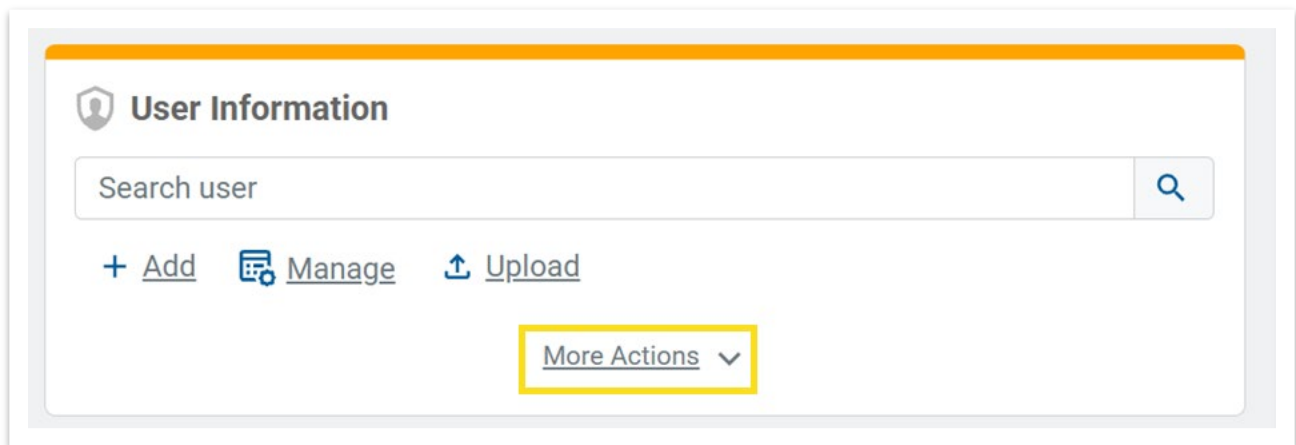 User Information
Search user
Add Manage Upload
More Actions